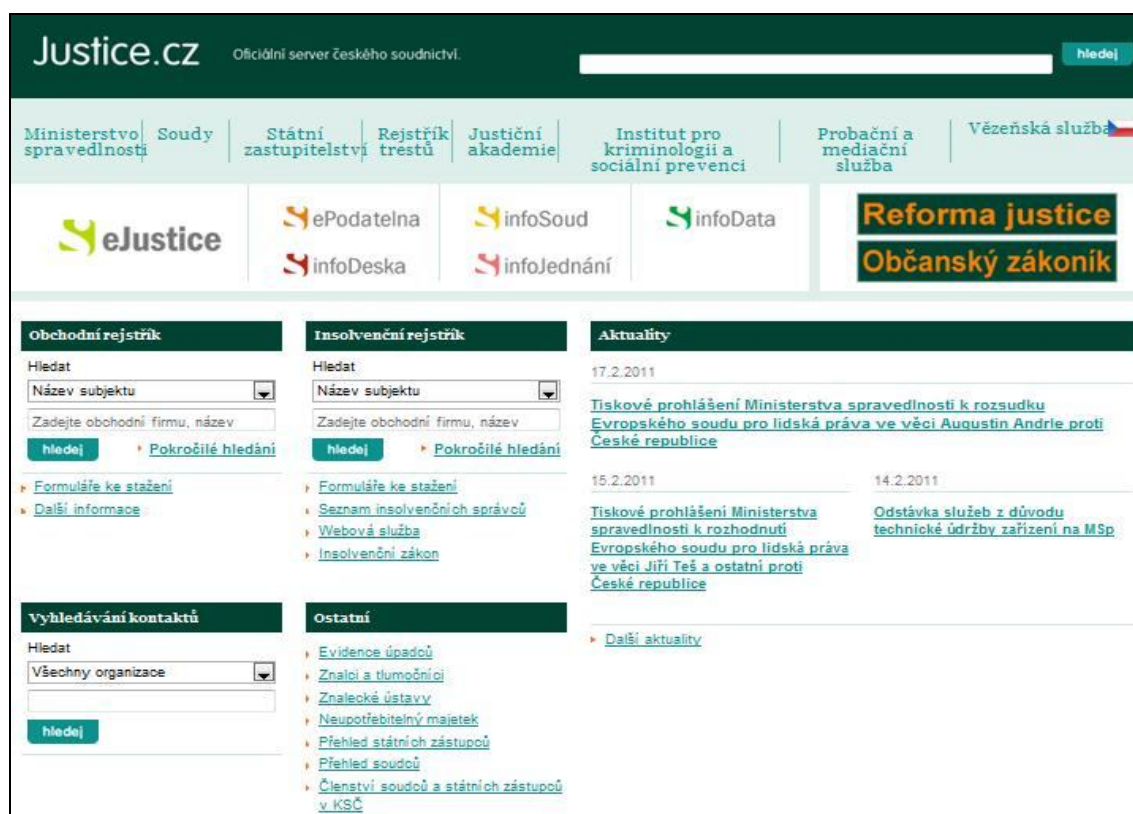 Justice.cz
Oficiální server českého soudnictví.
hledej
Ministerstvo
spravedlnosti
Soudy
Státní
zastupitelství
Rejstřík
trestů
Justiční
akademie
Institut pro
kriminologii a
sociální prevenci
Probační a
mediační
služba
Vězeňská služba
eJustice
ePodatelna
infoSoud
infoData
infoDeska
infoJednání
Reforma justice
Občanský zákoník
Obchodní rejstřík
Hledat
Název subjektu
Zadejte obchodní firmu, název
hledej
Pokročilé hledání
Formuláře ke stažení
Další informace
Insolvenční rejstřík
Hledat
Název subjektu
Zadejte obchodní firmu, název
hledej
Pokročilé hledání
Formuláře ke stažení
Seznam insolvenčních správců
Webová služba
Insolvenční zákon
Aktuality
17.2.2011
Tiskové prohlášení Ministerstva spravedlnosti k rozsudku
Evropského soudu pro lidská práva ve věci Augustin Andrle proti
České republice
15.2.2011
Tiskové prohlášení Ministerstva
spravedlnosti k rozhodnutí
Evropského soudu pro lidská práva
ve věci Jiří Teš a ostatní proti
České republice
14.2.2011
Odstávka služeb z důvodu
technické údržby zařízení na MSp
Další aktuality
Vyhledávání kontaktů
Hledat
Všechny organizace
hledej
Ostatní
Evidence úpadců
Znalci a tlumočníci
Znalecké ústavy
Neupotřebitelný majetek
Přehled státních zástupců
Přehled soudců
Členství soudců a státních zástupců
v KSČ